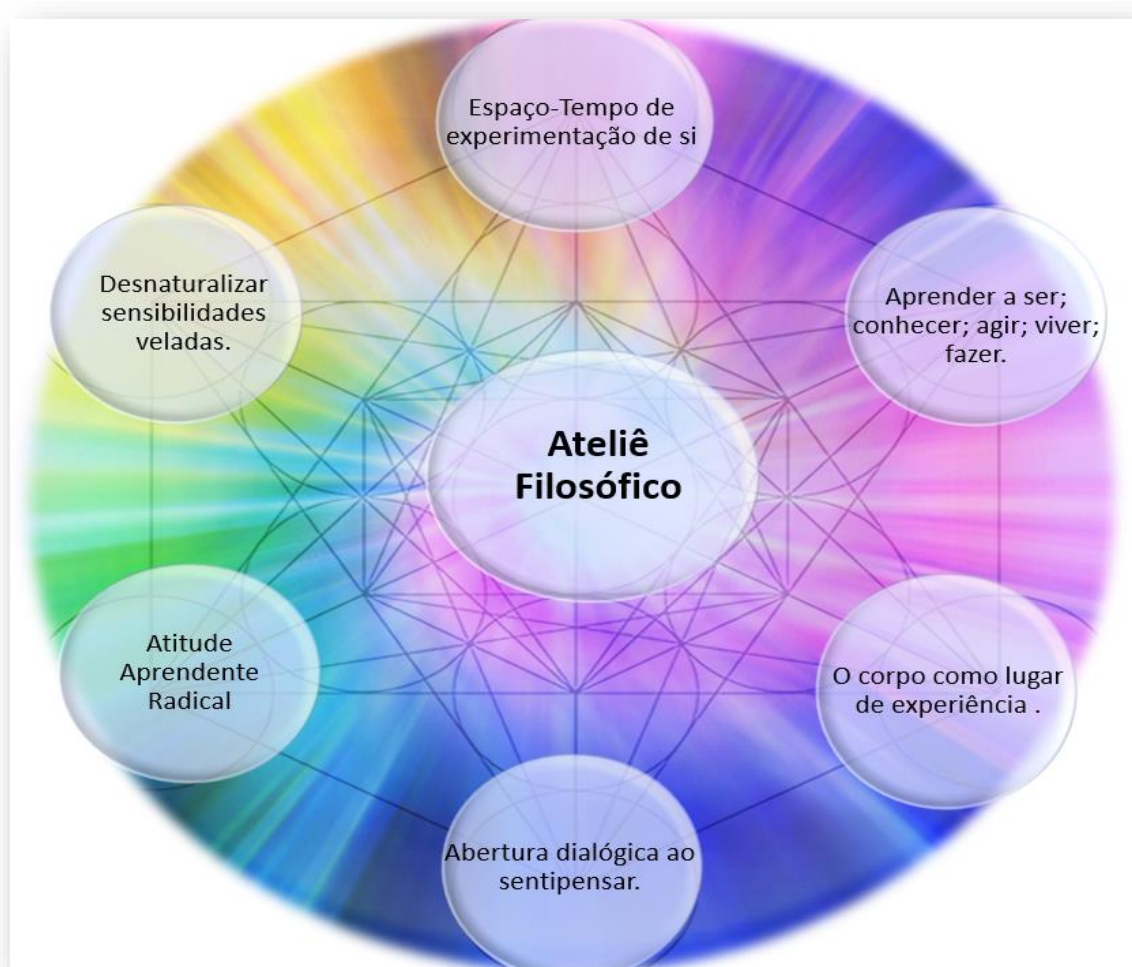 Espaço-Tempo de
experimentação de si
Desnaturalizar
sensibilidades
veladas.
Aprender a ser;
conhecer; agir; viver;
fazer.
Ateliê
Filosófico
Atitude
Aprendente
Radical
O corpo como lugar
de experiência .
Abertura dialógica ao
sentipensar.